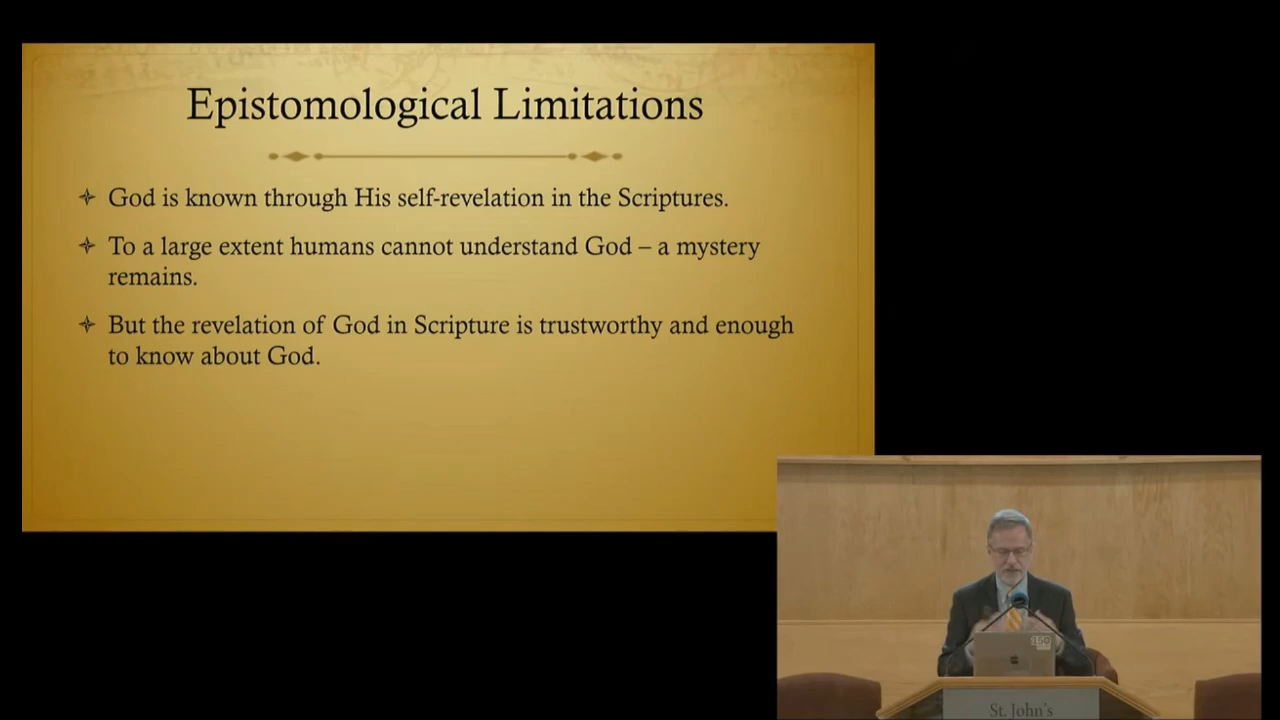 Epistomological Limitations
God is known through His self-revelation in the Scriptures.
To a large extent humans cannot understand God – a mystery
remains.
But the revelation of God in Scripture is trustworthy and enough
to know about God.
150
St. John's